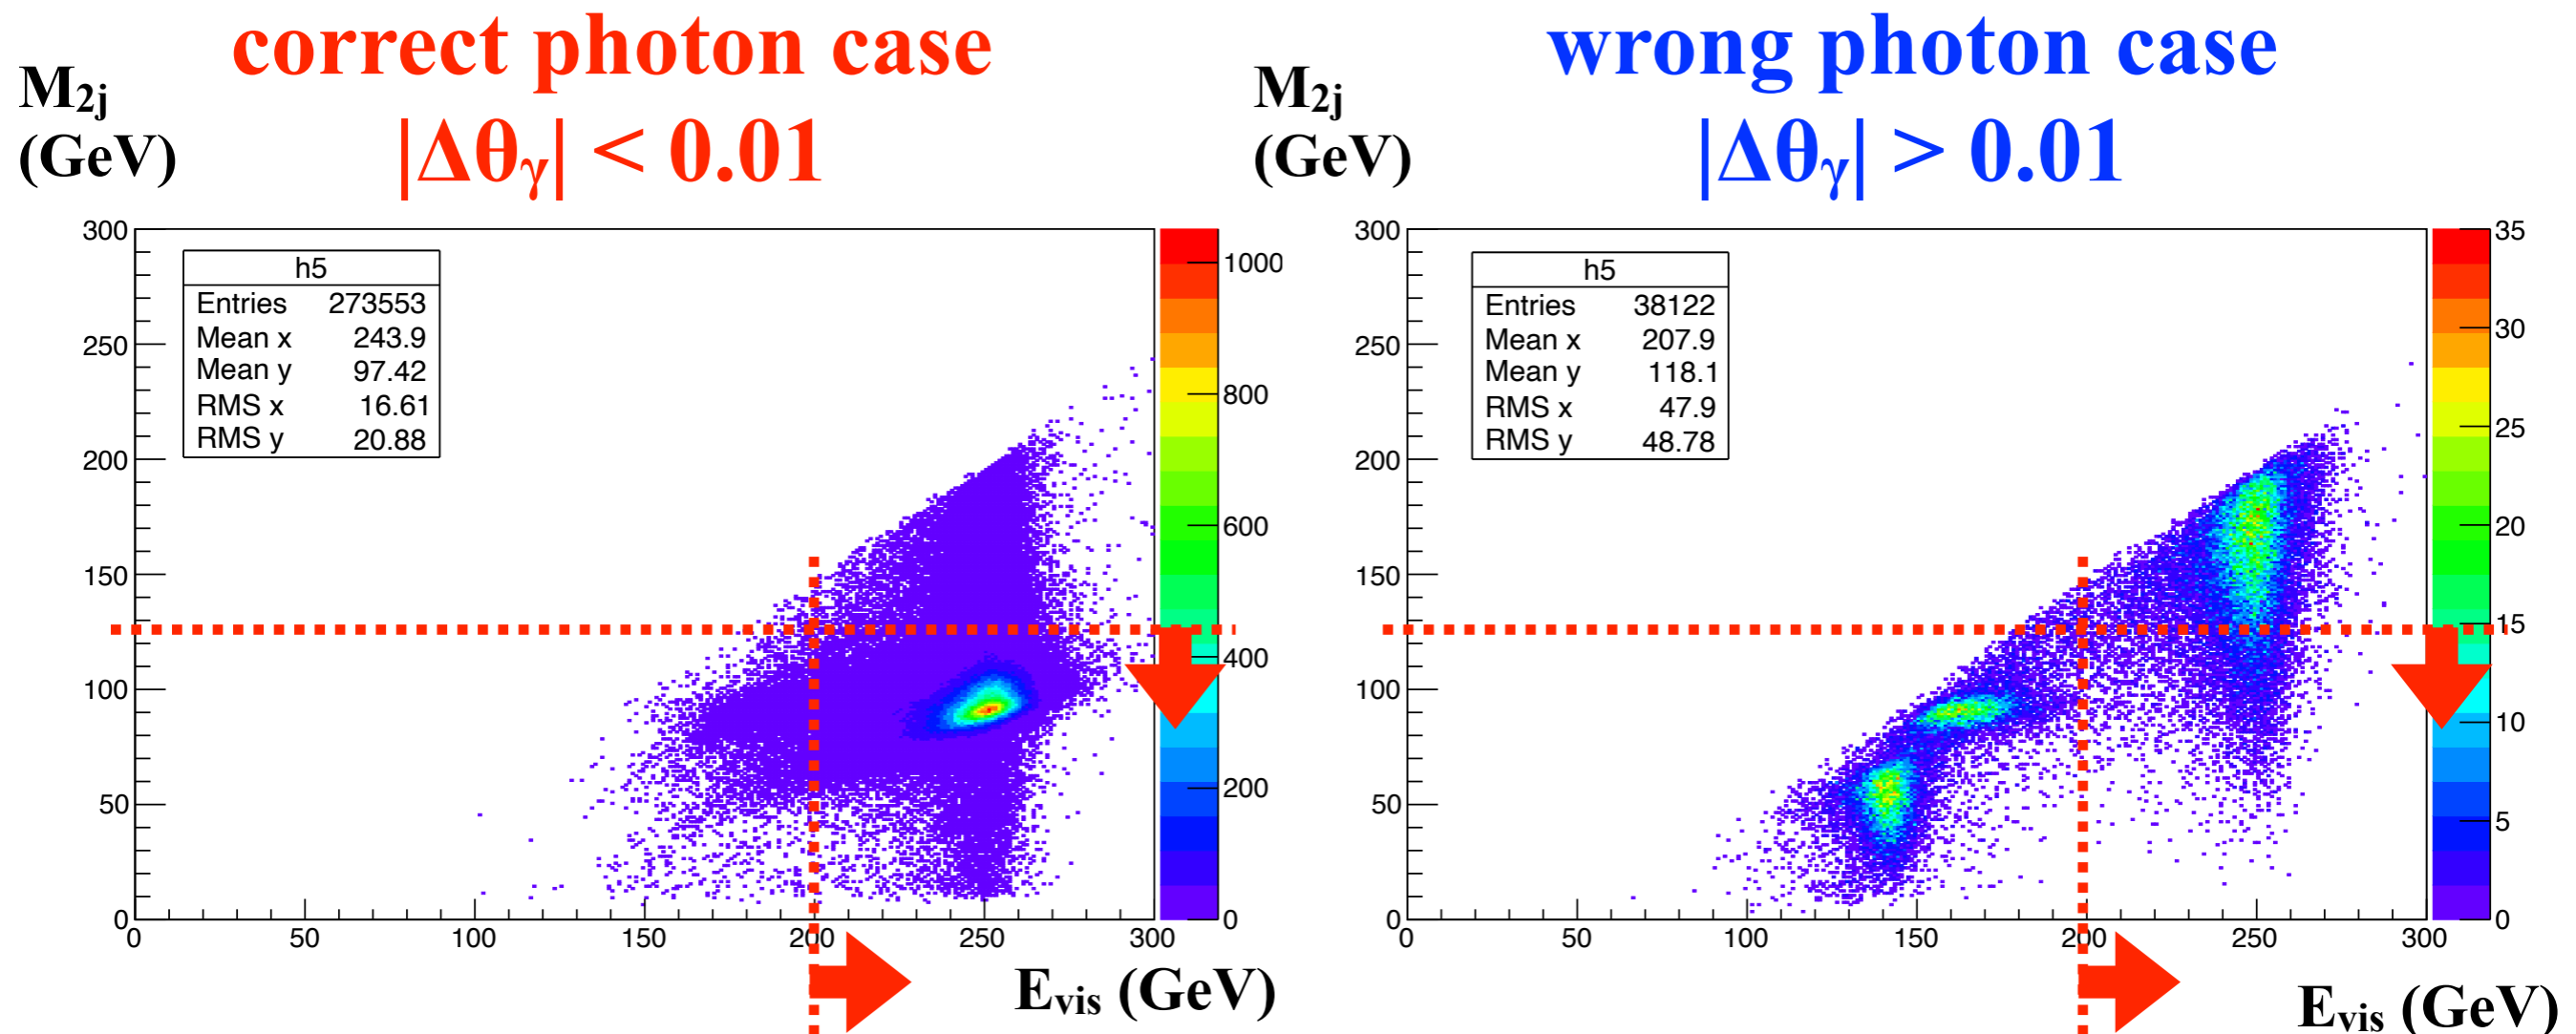 correct photon case
|Δθγ| < 0.01
M2j
(GeV)
300
250
200
150
100
50
0
h5
Entries 273553
Mean x 243.9
Mean y 97.42
RMS x 16.61
RMS y 20.88
1000
800
600
400
200
0
0 50 100 150 200 250 300
Evis (GeV)
wrong photon case
|Δθγ| > 0.01
M2j
(GeV)
300
250
200
150
100
50
0
h5
Entries 38122
Mean x 207.9
Mean y 118.1
RMS x 47.9
RMS y 48.78
35
30
25
20
15
10
5
0
0 50 100 150 200 250 300
Evis (GeV)